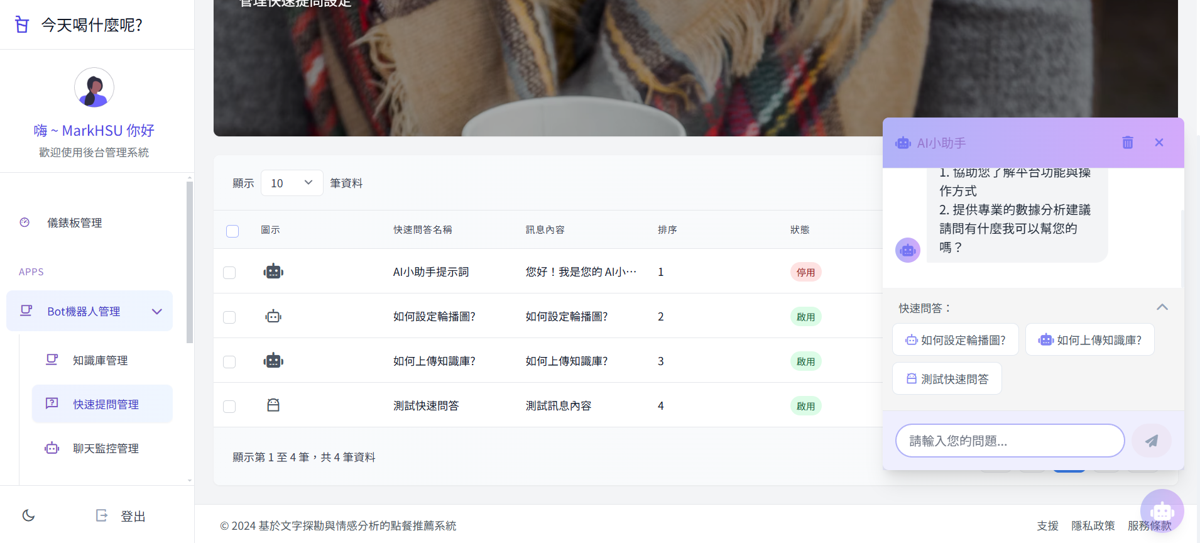 今天喝什麼呢?
嗨 ~ MarkHSU 你好
歡迎使用後台管理系統
儀錶板管理
APPS
Bot機器人管理
知識庫管理
快速提問管理
聊天監控管理
登出
管理快速提問設定
顯示 10 筆資料
圖示 快速問答名稱 訊息內容 排序 狀態
AI小助手提示詞 您好！我是您的 AI小… 1 停用
如何設定輪播圖? 如何設定輪播圖? 2 啟用
如何上傳知識庫? 如何上傳知識庫? 3 啟用
測試快速問答 測試訊息內容 4 啟用
顯示第 1 至 4 筆，共 4 筆資料
AI小助手
1. 協助您了解平台功能與操
作方式
2. 提供專業的數據分析建議
請問有什麼我可以幫您的
嗎？
快速問答：
如何設定輪播圖? 如何上傳知識庫?
測試快速問答
請輸入您的問題...
© 2024 基於文字探勘與情感分析的點餐推薦系統
支援 隱私政策 服務條款